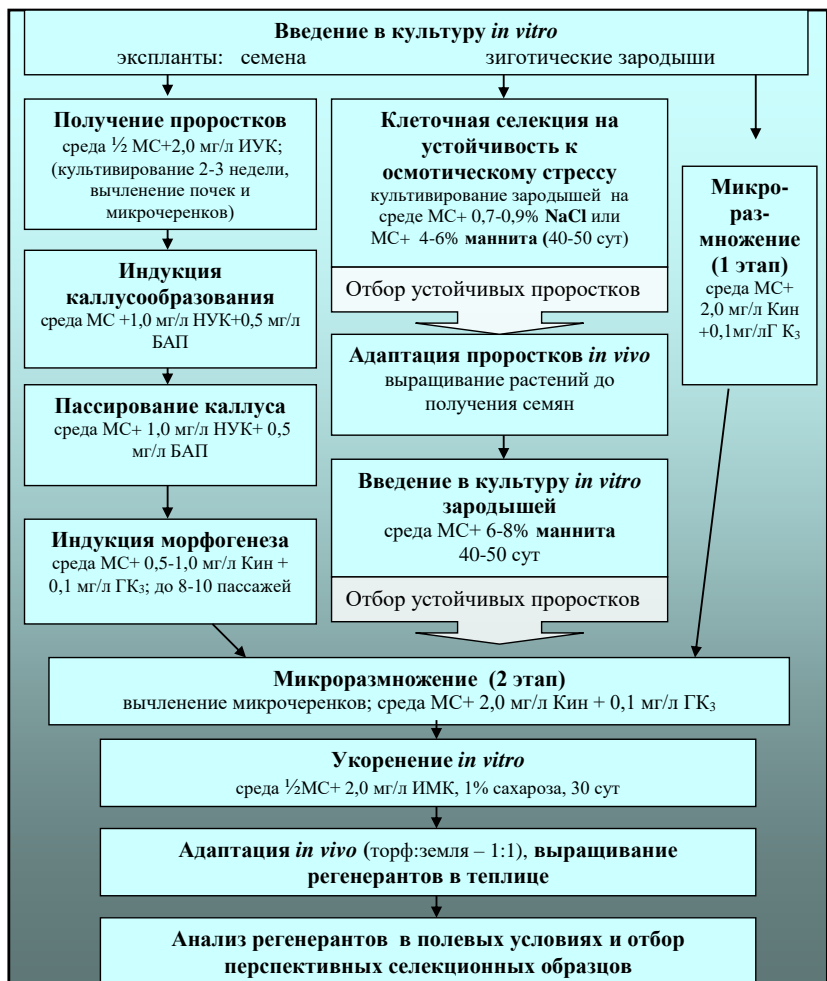 Введение в культуру in vitro
экспланты: семена зиготические зародыши
Получение проростков
среда ½ МС+2,0 мг/л ИУК;
(культивирование 2-3 недели,
вычленение почек и
микрочеренков)
Индукция
каллусообразования
среда МС +1,0 мг/л НУК+0,5 мг/л
БАП
Пассирование каллуса
среда МС+ 1,0 мг/л НУК+ 0,5
мг/л БАП
Индукция морфогенеза
среда МС+ 0,5-1,0 мг/л Кин +
0,1 мг/л ГК₃; до 8-10 пассажей
Клеточная селекция на
устойчивость к
осмотическому стрессу
культивирование зародышей на
среде МС+ 0,7-0,9% NaCl или
МС+ 4-6% маннита (40-50 сут)
Отбор устойчивых проростков
Адаптация проростков in vivo
выращивание растений до
получения семян
Введение в культуру in vitro
зародышей
среда МС+ 6-8% маннита
40-50 сут
Отбор устойчивых проростков
Микро-
раз-
множение
(1 этап)
среда МС+
2,0 мг/л Кин
+0,1мг/лГ К₃
Микроразмножение (2 этап)
вычленение микрочеренков; среда МС+ 2,0 мг/л Кин + 0,1 мг/л ГК₃
Укоренение in vitro
среда ½МС+ 2,0 мг/л ИМК, 1% сахароза, 30 сут
Адаптация in vivo (торф:земля – 1:1), выращивание
регенерантов в теплице
Анализ регенерантов в полевых условиях и отбор
перспективных селекционных образцов